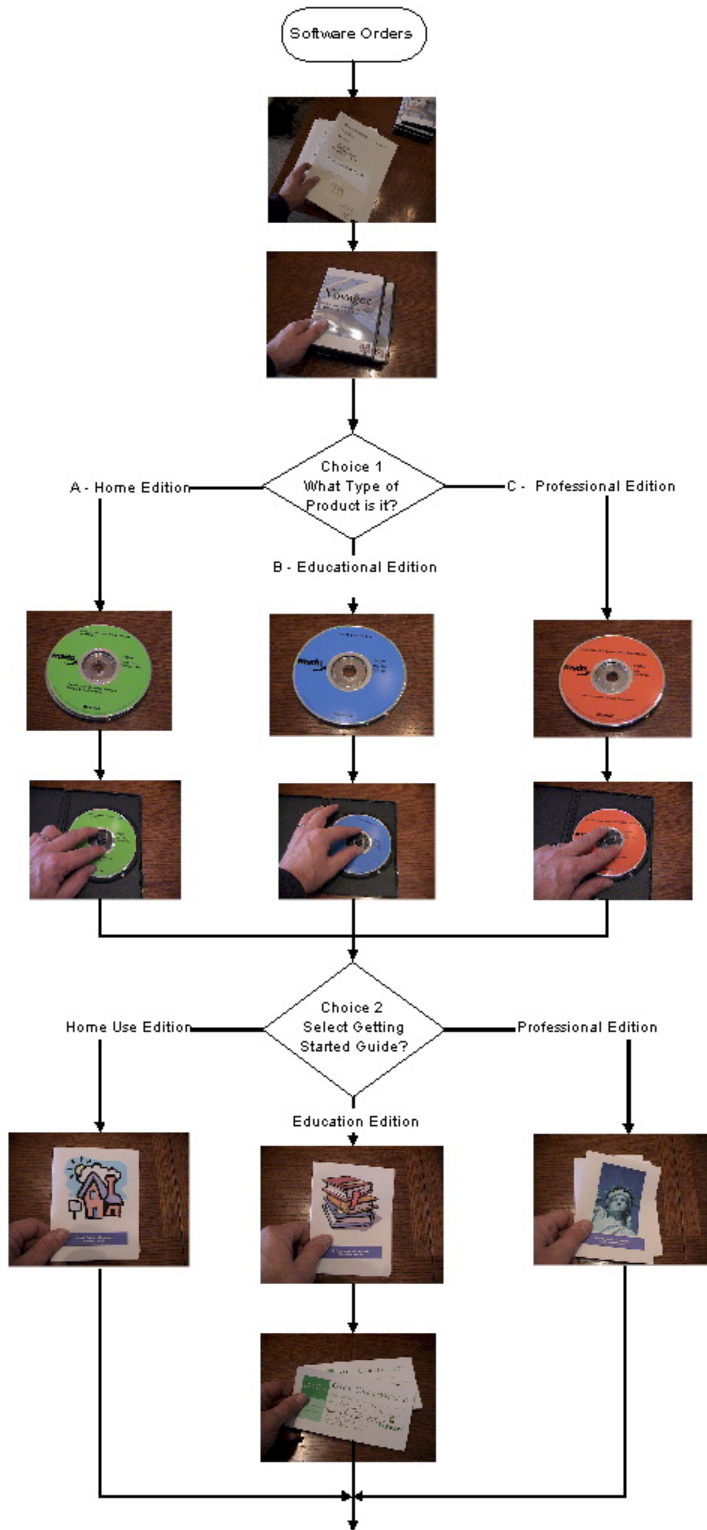 Software Orders
Voyager
Choice 1
What Type of
Product is it?
A - Home Edition
C - Professional Edition
B - Educational Edition
Choice 2
Select Getting
Started Guide?
Home Use Edition
Professional Edition
Education Edition